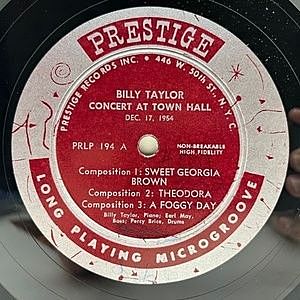 PRESTIGE
PRESTIGE RECORDS INC. • 446 W. 50th ST., N. Y. C.
BILLY TAYLOR
CONCERT AT TOWN HALL
DEC. 17, 1954
PRLP 194 A
NON-BREAKABLE
HIGH FIDELITY
Composition 1: SWEET GEORGIA
BROWN
Composition 2: THEODORA
Composition 3: A FOGGY DAY
Billy Taylor, Piano; Earl May,
Bass; Percy Brice, Drums
LONG PLAYING MICROGROOVE